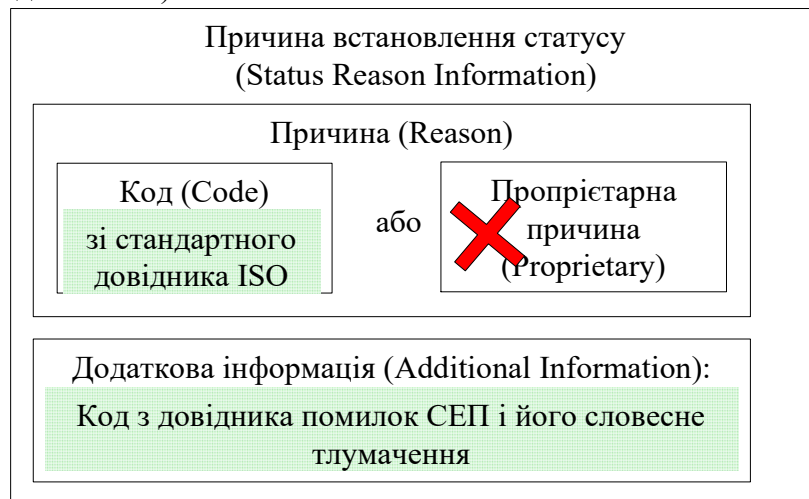 Причина встановлення статусу
(Status Reason Information)
Причина (Reason)
Код (Code)
зі стандартного
довідника ISO
або
Пропрієтарна
причина
(Proprietary)
Додаткова інформація (Additional Information):
Код з довідника помилок СЕП і його словесне
тлумачення